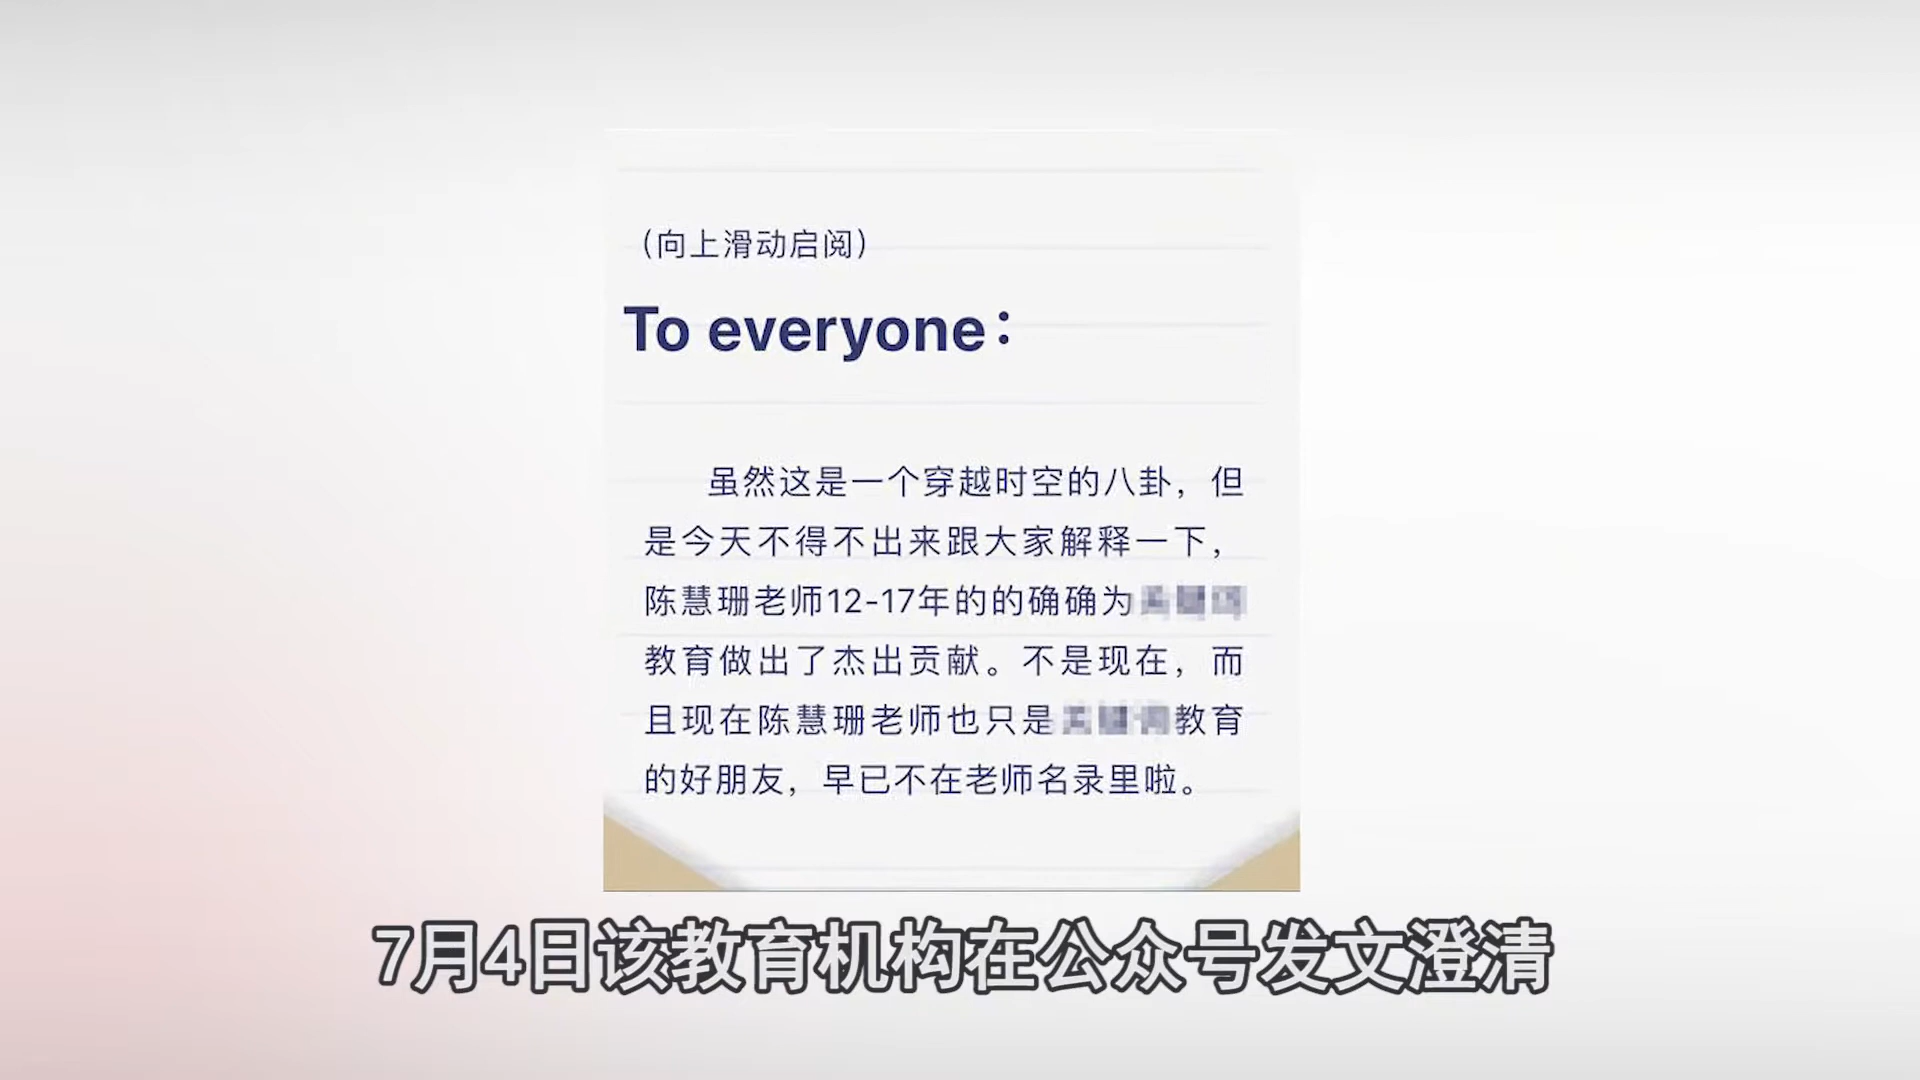 (向上滑动启阅)
To everyone:
虽然这是一个穿越时空的八卦，但
是今天不得不出来跟大家解释一下，
陈慧珊老师12-17年的的确确为
教育做出了杰出贡献。不是现在，而
且现在陈慧珊老师也只是教育
的好朋友，早已不在老师名录里啦。
7月4日该教育机构在公众号发文澄清